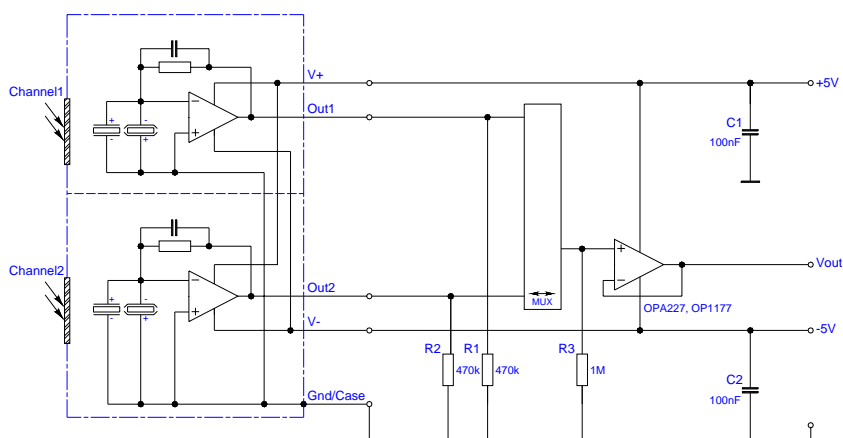 V+
+5V
Channel1
-
+
-
-
+
+
Out1
C1
100nF
MUX
+
-
Vout
OPA227, OP1177
Channel2
-
+
-
-
+
+
Out2
V-
-5V
R2
470k
R1
470k
R3
1M
C2
100nF
Gnd/Case